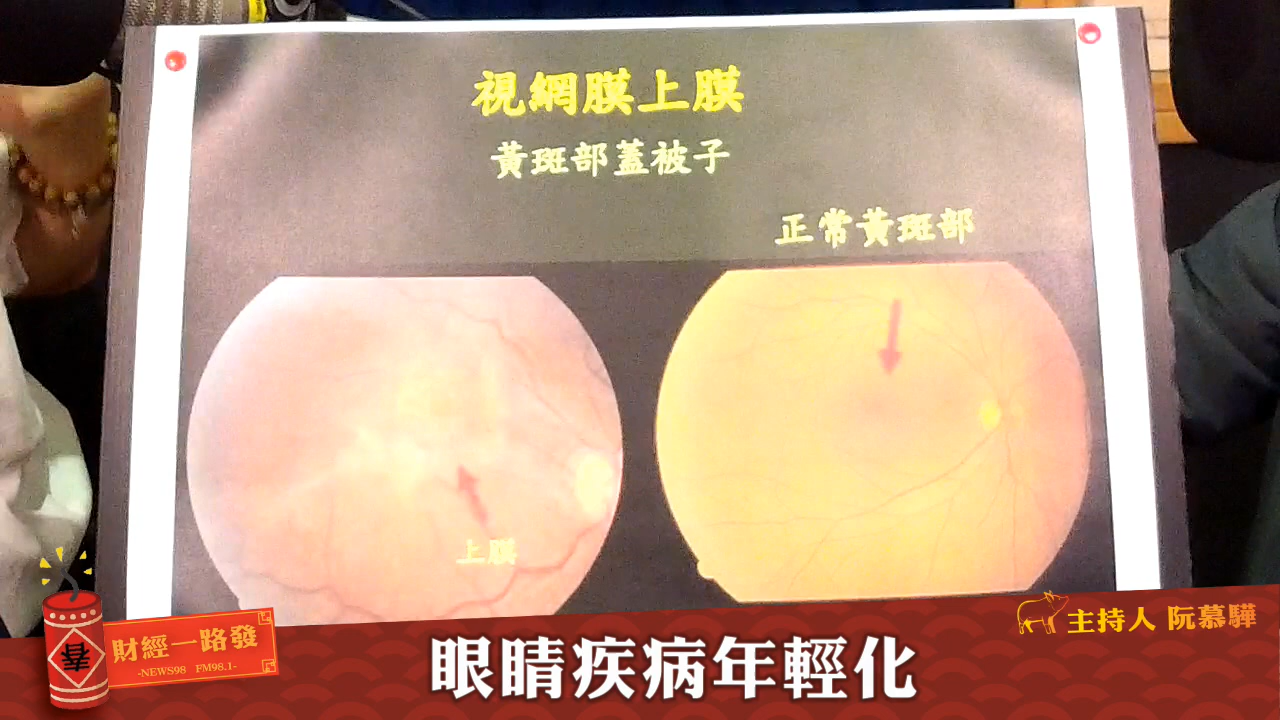 視網膜上膜
黃斑部蓋被子
正常黃斑部
上膜
春
財經一路發
-NEWS98 FM98.1-
主持人 阮慕驊
眼睛疾病年輕化